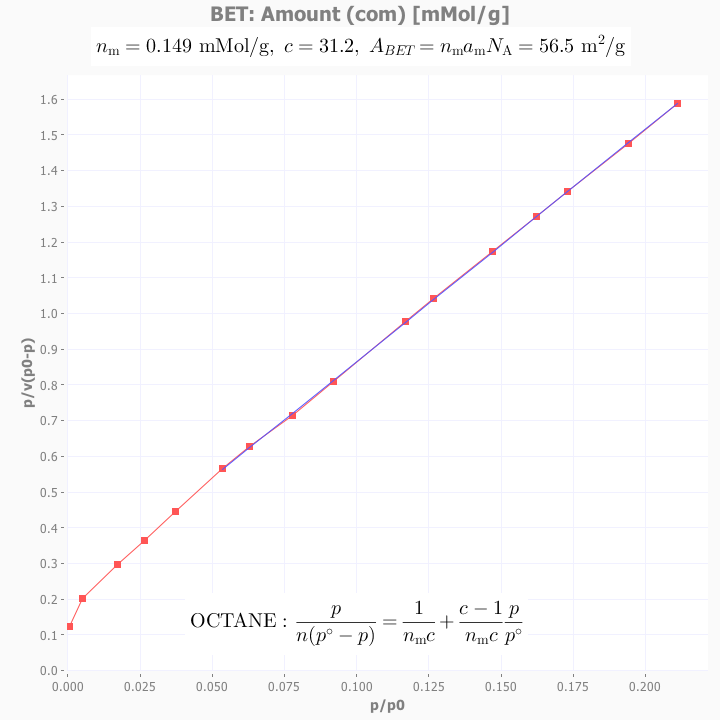 BET: Amount (com) [mMol/g]
n_m = 0.149 mMol/g, c = 31.2, A_BET = n_m a_m N_A = 56.5 m²/g
1.6
1.5
1.4
1.3
1.2
1.1
1.0
0.9
0.8
0.7
0.6
0.5
0.4
0.3
0.2
0.1
0.0
p/v(p0-p)
OCTANE : p / n(p° − p) = 1 / n_m c + c − 1 / n_m c p / p°
0.000 0.025 0.050 0.075 0.100 0.125 0.150 0.175 0.200
p/p0